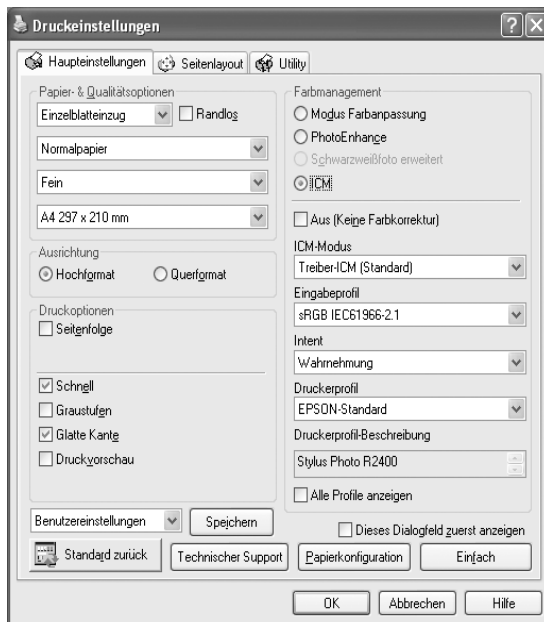 Druckeinstellungen
Haupteinstellungen
Seitenlayout
Utility
Papier- & Qualitätsoptionen
Einzelblatteinzug
Randlos
Normalpapier
Fein
A4 297 x 210 mm
Ausrichtung
Hochformat
Querformat
Druckoptionen
Seitenfolge
Schnell
Graustufen
Glatte Kante
Druckvorschau
Farbmanagement
Modus Farbanpassung
PhotoEnhance
Schwarzweißfoto erweitert
ICM
Aus (Keine Farbkorrektur)
ICM-Modus
Treiber-ICM (Standard)
Eingabeprofil
sRGB IEC61966-2.1
Intent
Wahrnehmung
Druckerprofil
EPSON-Standard
Druckerprofil-Beschreibung
Stylus Photo R2400
Alle Profile anzeigen
Benutzereinstellungen
Speichern
Dieses Dialogfeld zuerst anzeigen
Standard zurück
Technischer Support
Papierkonfiguration
Einfach
OK
Abbrechen
Hilfe